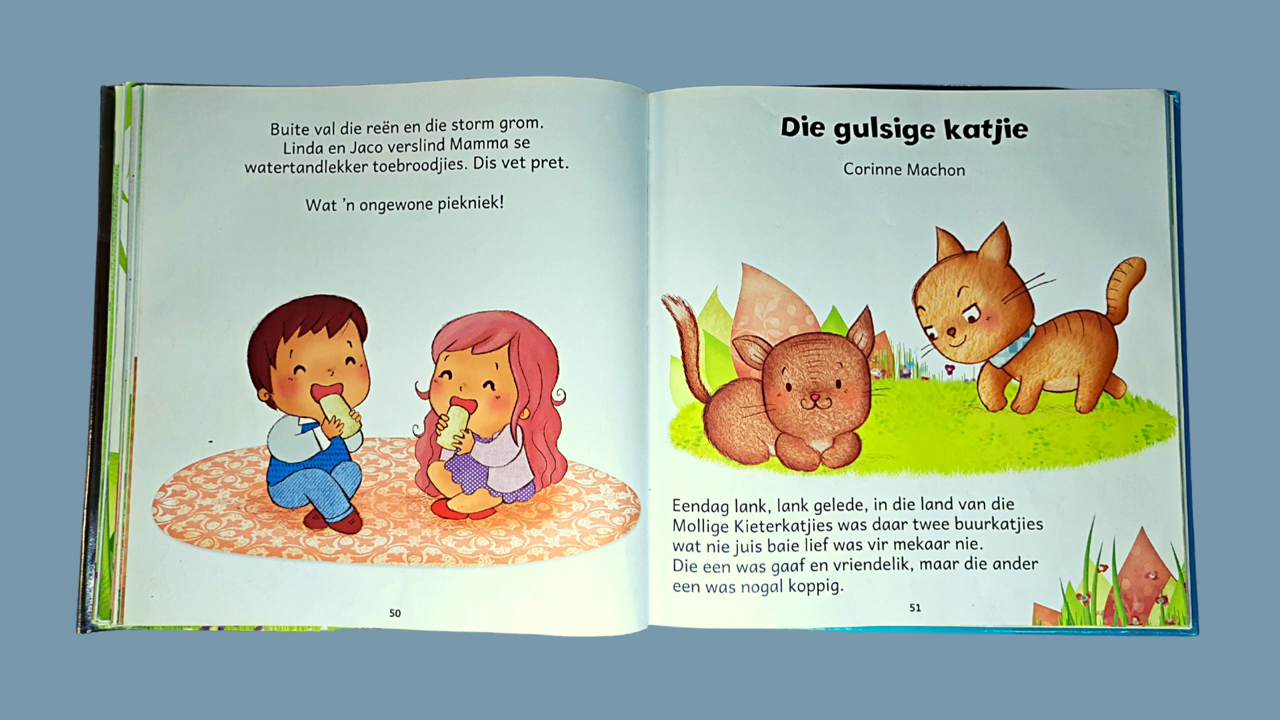 Buite val die reën en die storm grom.
Linda en Jaco verslind Mamma se
watertandlekker toebroodjies. Dis vet pret.
Wat ’n ongewone piekniek!
50
Die gulsige katjie
Corinne Machon
Eendag lank, lank gelede, in die land van die
Mollige Kieterkatjies was daar twee buurkatjies
wat nie juis baie lief was vir mekaar nie.
Die een was gaaf en vriendelik, maar die ander
een was nogal koppig.
51